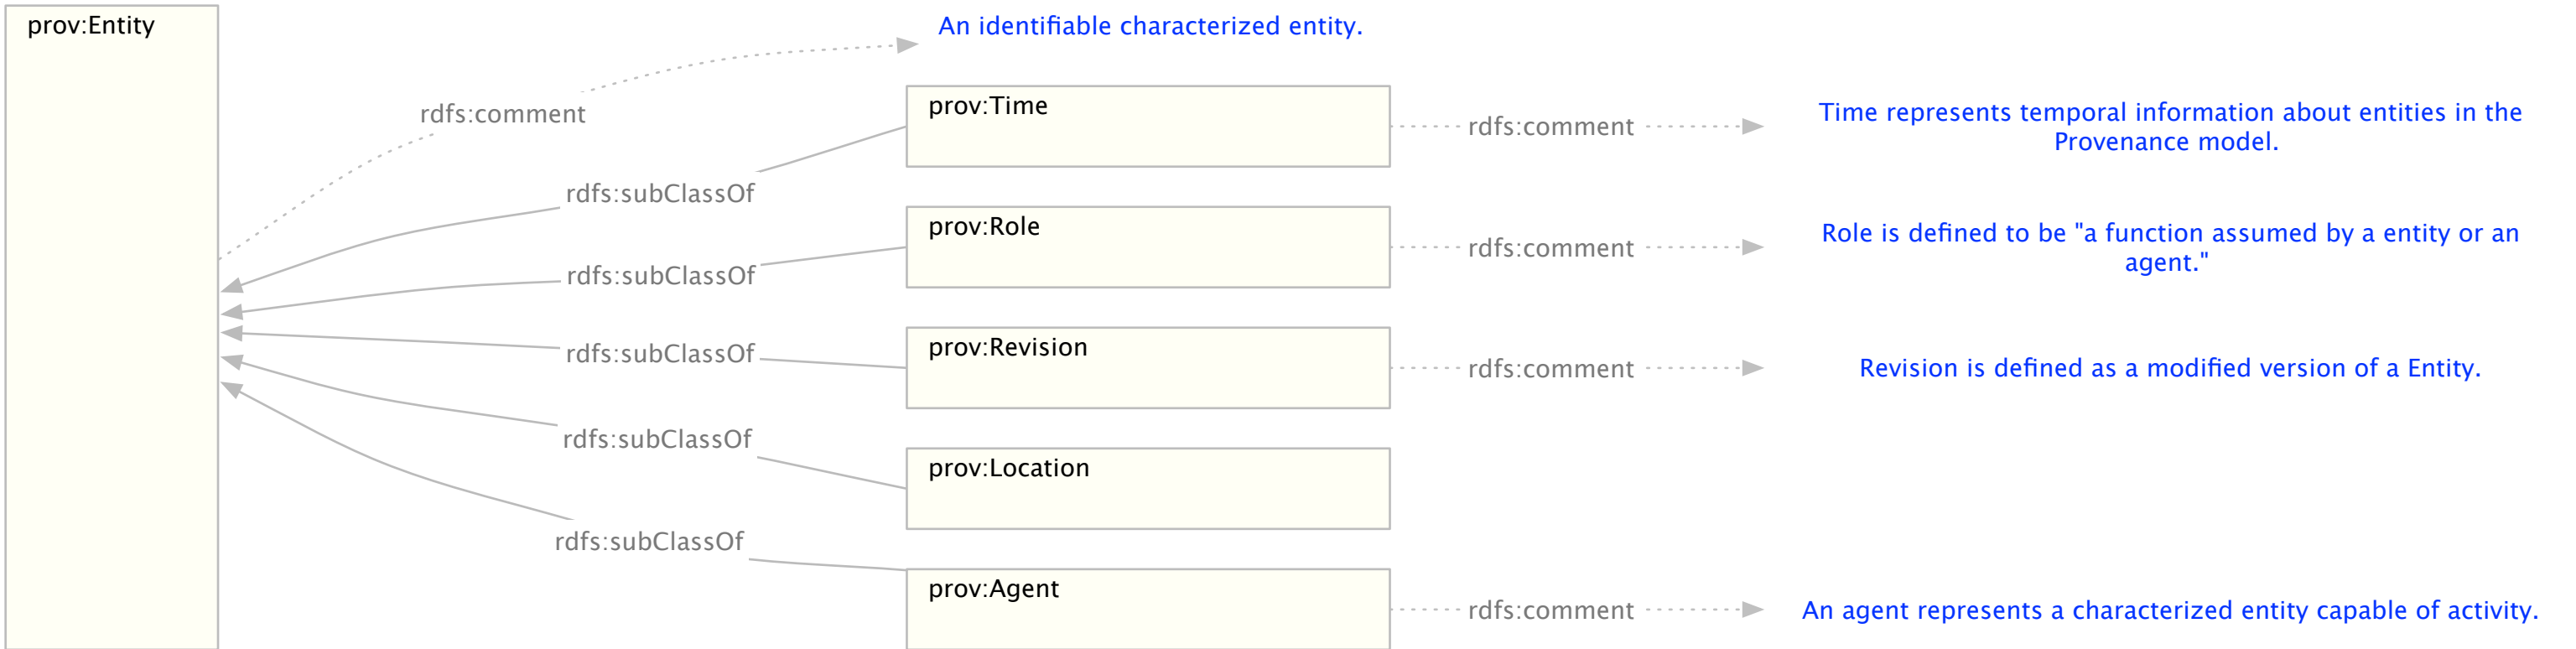 prov:Entity
An identifiable characterized entity.
rdfs:comment
prov:Time
rdfs:comment
Time represents temporal information about entities in the
Provenance model.
rdfs:subClassOf
prov:Role
rdfs:comment
Role is defined to be "a function assumed by a entity or an
agent."
rdfs:subClassOf
prov:Revision
rdfs:comment
Revision is defined as a modified version of a Entity.
rdfs:subClassOf
prov:Location
rdfs:subClassOf
prov:Agent
rdfs:comment
An agent represents a characterized entity capable of activity.
rdfs:subClassOf